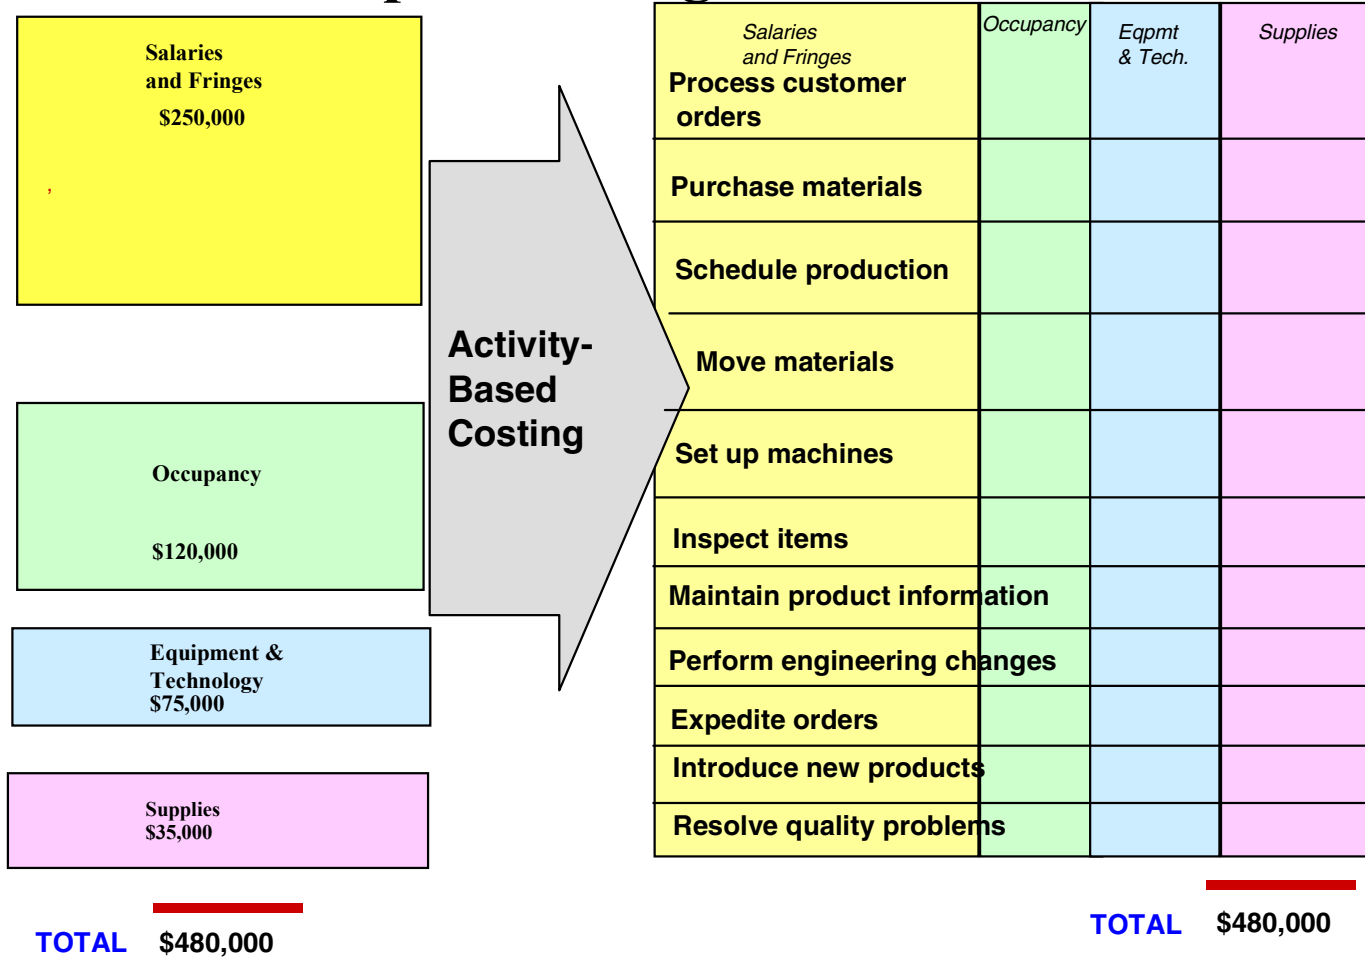 Salaries
and Fringes
$250,000
,
Occupancy
$120,000
Equipment &
Technology
$75,000
Supplies
$35,000
TOTAL $480,000
Activity-
Based
Costing
Salaries
and Fringes
Occupancy
Eqpmt
& Tech.
Supplies
Process customer
orders
Purchase materials
Schedule production
Move materials
Set up machines
Inspect items
Maintain product information
Perform engineering changes
Expedite orders
Introduce new products
Resolve quality problems
TOTAL $480,000